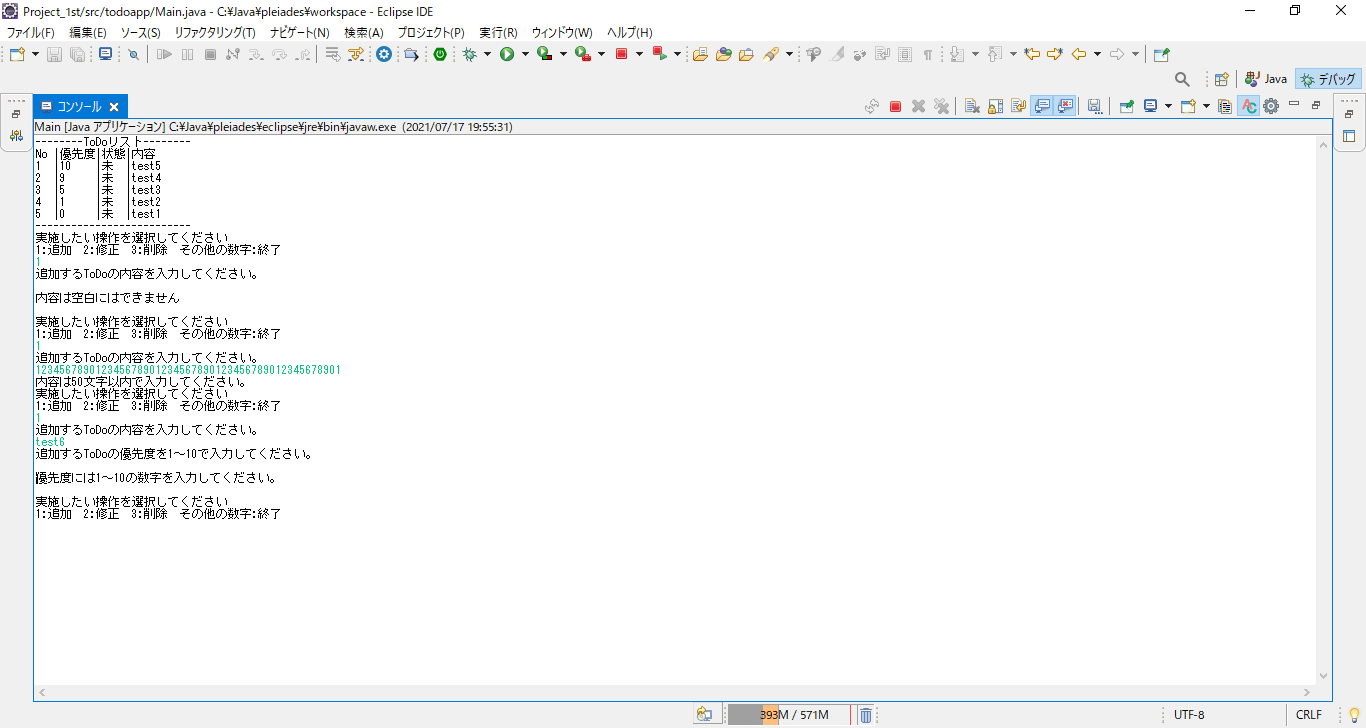 Project_1st/src/todoapp/Main.java - C:¥Java¥pleiades¥workspace - Eclipse IDE
ファイル(F) 編集(E) ソース(S) リファクタリング(T) ナビゲート(N) 検索(A) プロジェクト(P) 実行(R) ウィンドウ(W) ヘルプ(H)
Java デバッグ
コンソール
Main [Java アプリケーション] C:¥Java¥pleiades¥eclipse¥jre¥bin¥javaw.exe (2021/07/17 19:55:31)
--------ToDoリスト--------
No |優先度|状態|内容
1 |10 |未 |test5
2 |9 |未 |test4
3 |5 |未 |test3
4 |1 |未 |test2
5 |0 |未 |test1
--------------------------
実施したい操作を選択してください
1:追加 2:修正 3:削除 その他の数字:終了
1
追加するToDoの内容を入力してください。
内容は空白にはできません
実施したい操作を選択してください
1:追加 2:修正 3:削除 その他の数字:終了
1
追加するToDoの内容を入力してください。
123456789012345678901234567890123456789012345678901
内容は50文字以内で入力してください。
実施したい操作を選択してください
1:追加 2:修正 3:削除 その他の数字:終了
1
追加するToDoの内容を入力してください。
test6
追加するToDoの優先度を1～10で入力してください。
優先度には1～10の数字を入力してください。
実施したい操作を選択してください
1:追加 2:修正 3:削除 その他の数字:終了
393M / 571M UTF-8 CRLF